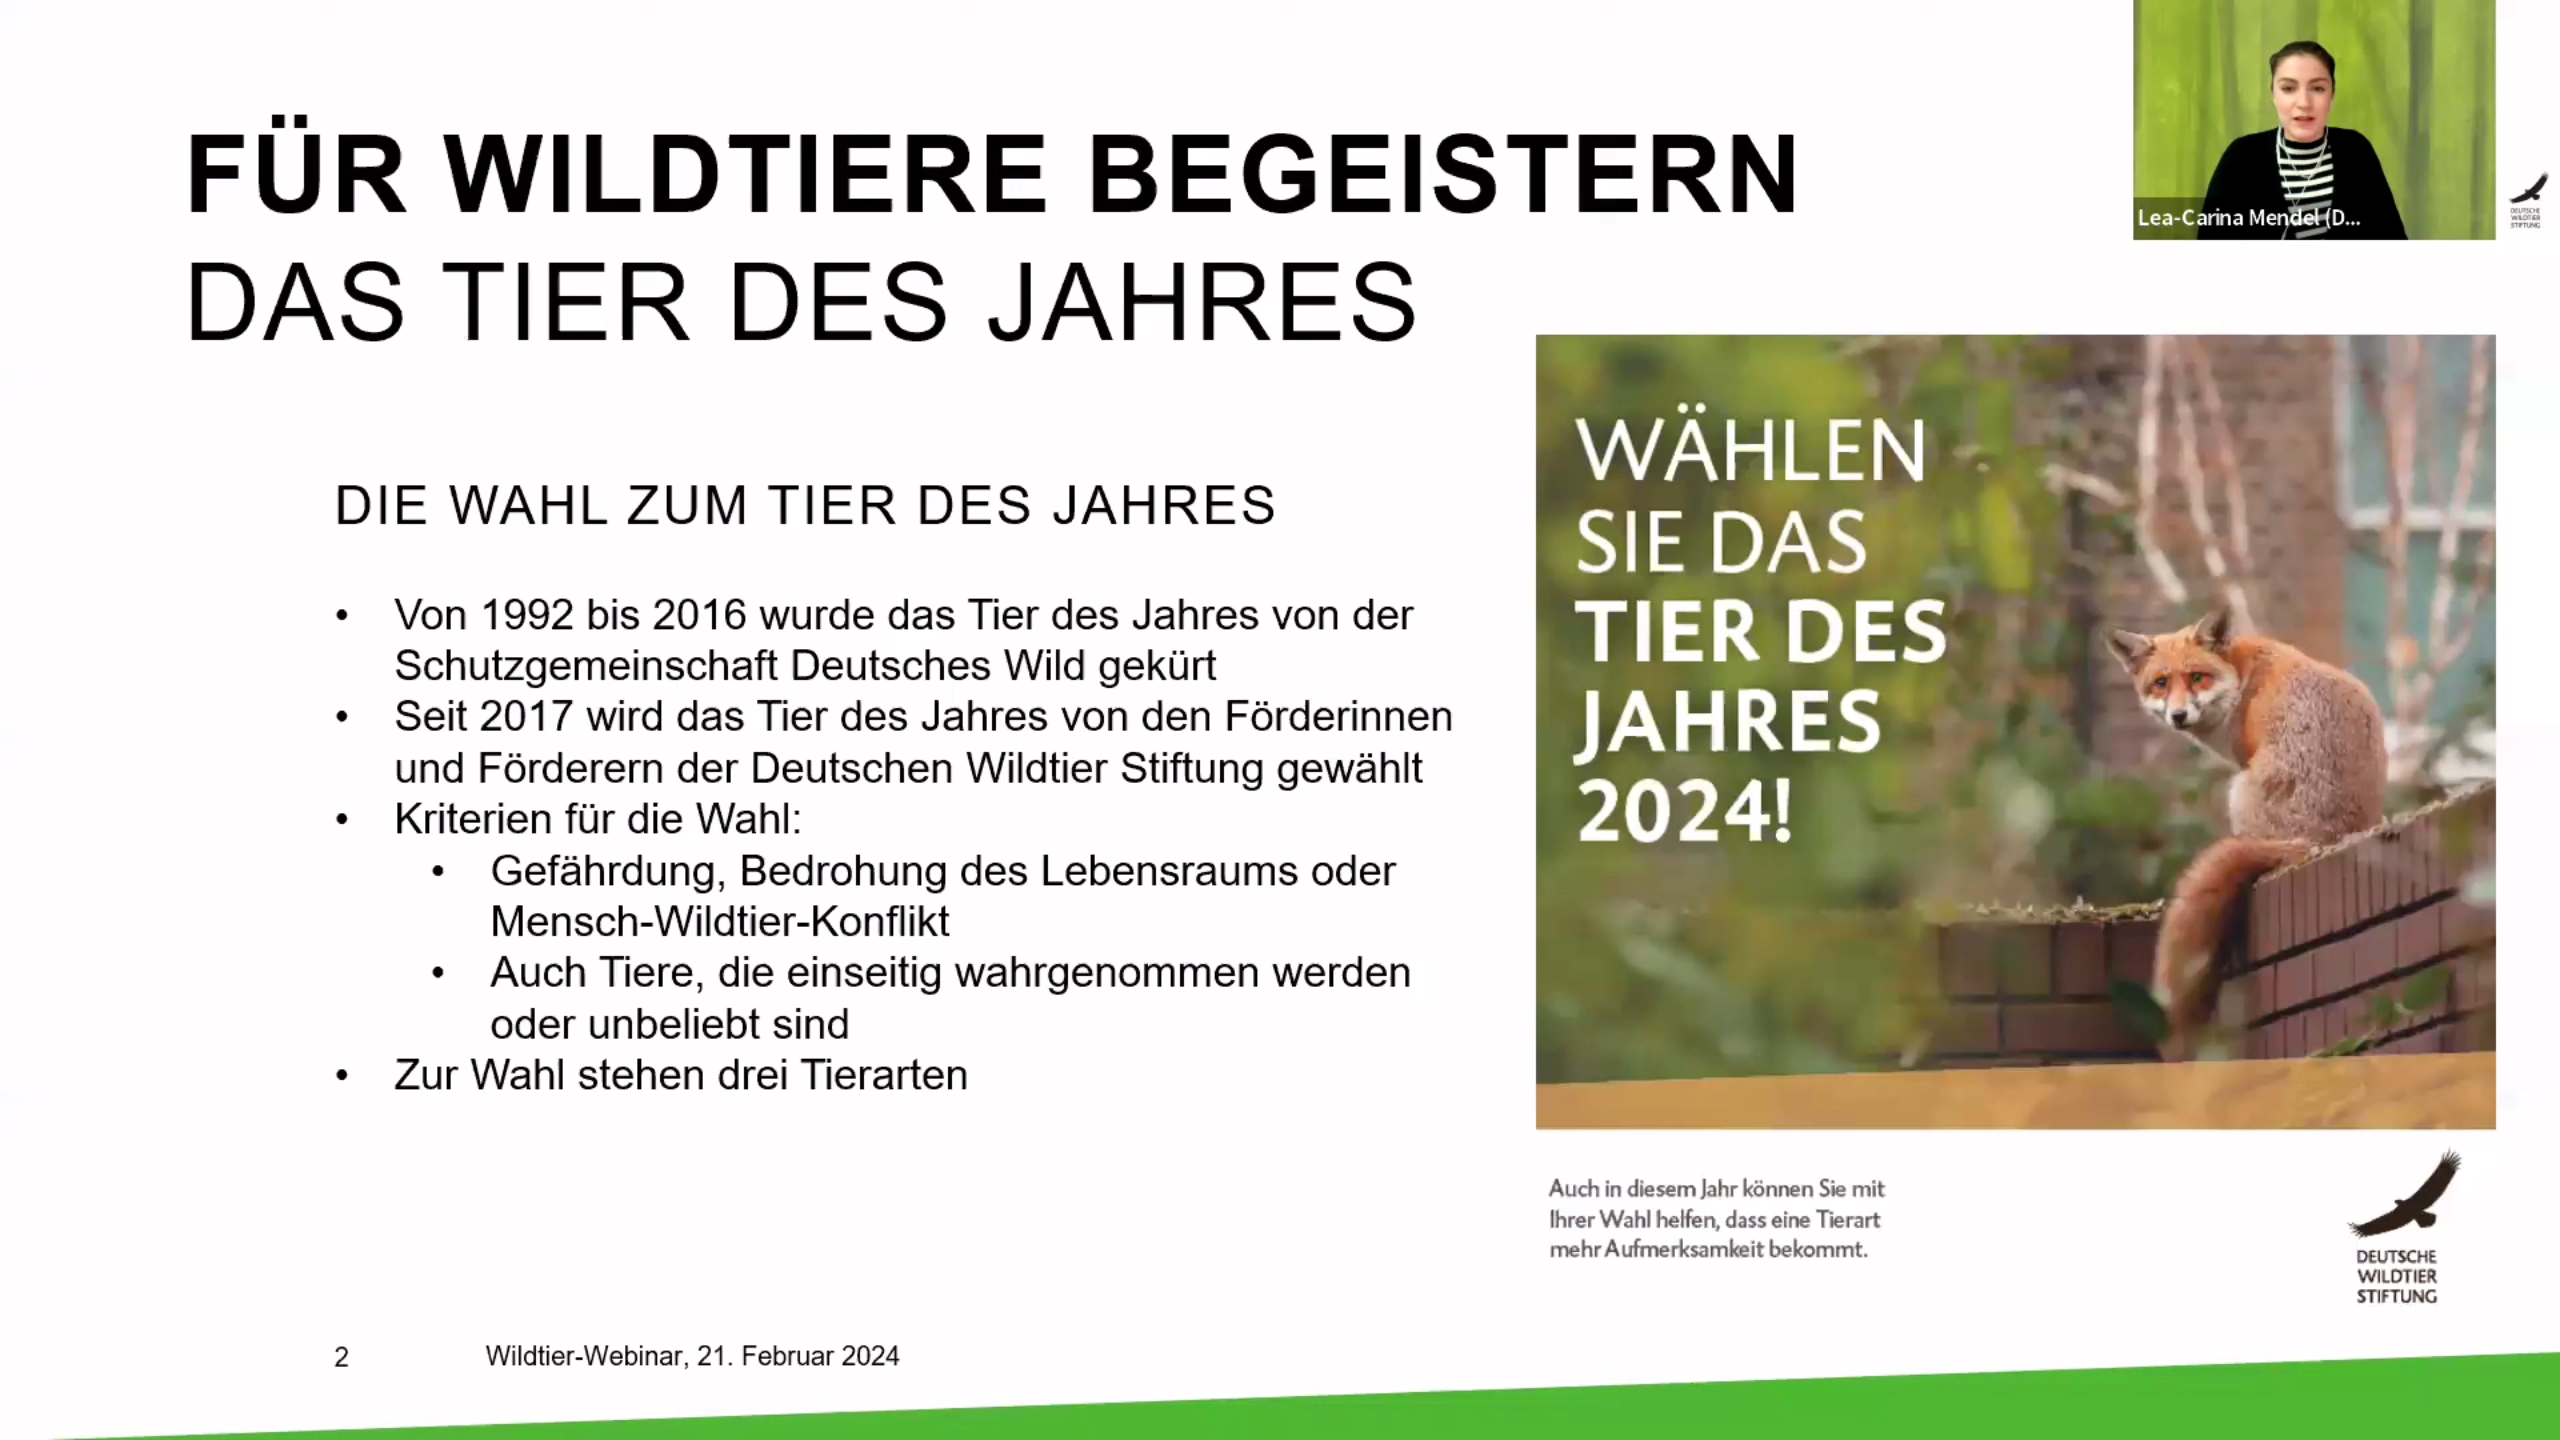 FÜR WILDTIERE BEGEISTERN
DAS TIER DES JAHRES
Lea-Carina Mendel (D...
DEUTSCHE
WILDTIER
STIFTUNG
DIE WAHL ZUM TIER DES JAHRES
• Von 1992 bis 2016 wurde das Tier des Jahres von der
Schutzgemeinschaft Deutsches Wild gekürt
• Seit 2017 wird das Tier des Jahres von den Förderinnen
und Förderern der Deutschen Wildtier Stiftung gewählt
• Kriterien für die Wahl:
• Gefährdung, Bedrohung des Lebensraums oder
Mensch-Wildtier-Konflikt
• Auch Tiere, die einseitig wahrgenommen werden
oder unbeliebt sind
• Zur Wahl stehen drei Tierarten
WÄHLEN
SIE DAS
TIER DES
JAHRES
2024!
Auch in diesem Jahr können Sie mit
Ihrer Wahl helfen, dass eine Tierart
mehr Aufmerksamkeit bekommt.
DEUTSCHE
WILDTIER
STIFTUNG
2 Wildtier-Webinar, 21. Februar 2024